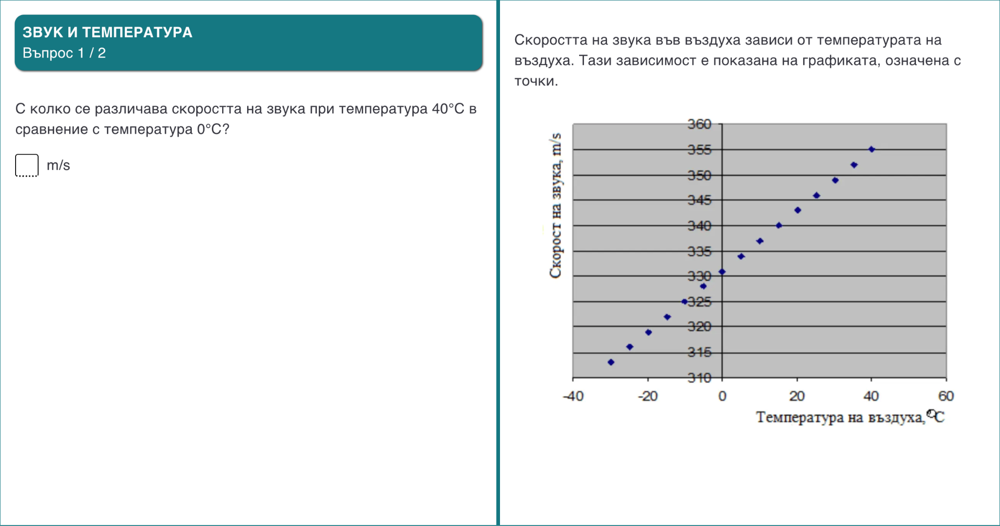 ЗВУК И ТЕМПЕРАТУРА
Въпрос 1 / 2
С колко се различава скоростта на звука при температура 40°C в
сравнение с температура 0°C?
m/s
Скоростта на звука във въздуха зависи от температурата на
въздуха. Тази зависимост е показана на графиката, означена с
точки.
Скорост на звука, m/s
360
355
350
345
340
335
330
325
320
315
310
-40 -20 0 20 40 60
Температура на въздуха, °C